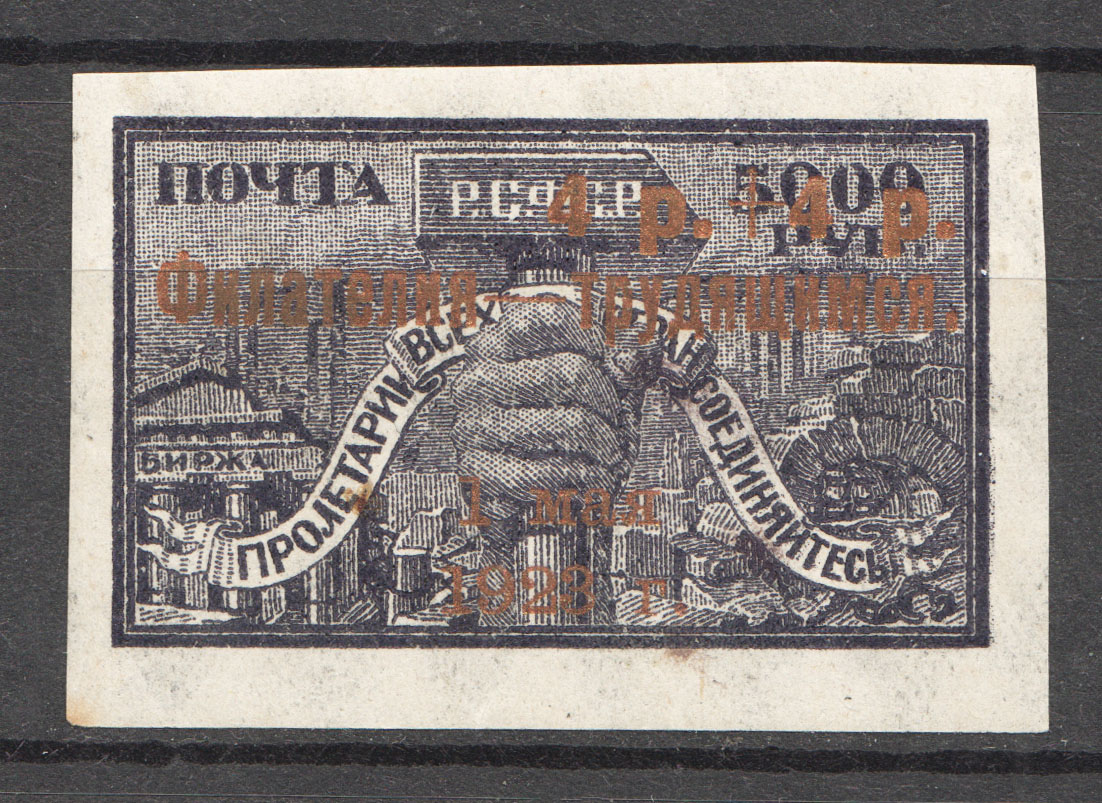 ПОЧТА
Р.С.Ф.С.Р.
5000
РУБ.
4 р. + 4 р.
Филателия — трудящимся.
ПРОЛЕТАРИИ ВСЕХ СТРАН СОЕДИНЯЙТЕСЬ
БИРЖА
1 мая
1923 г.